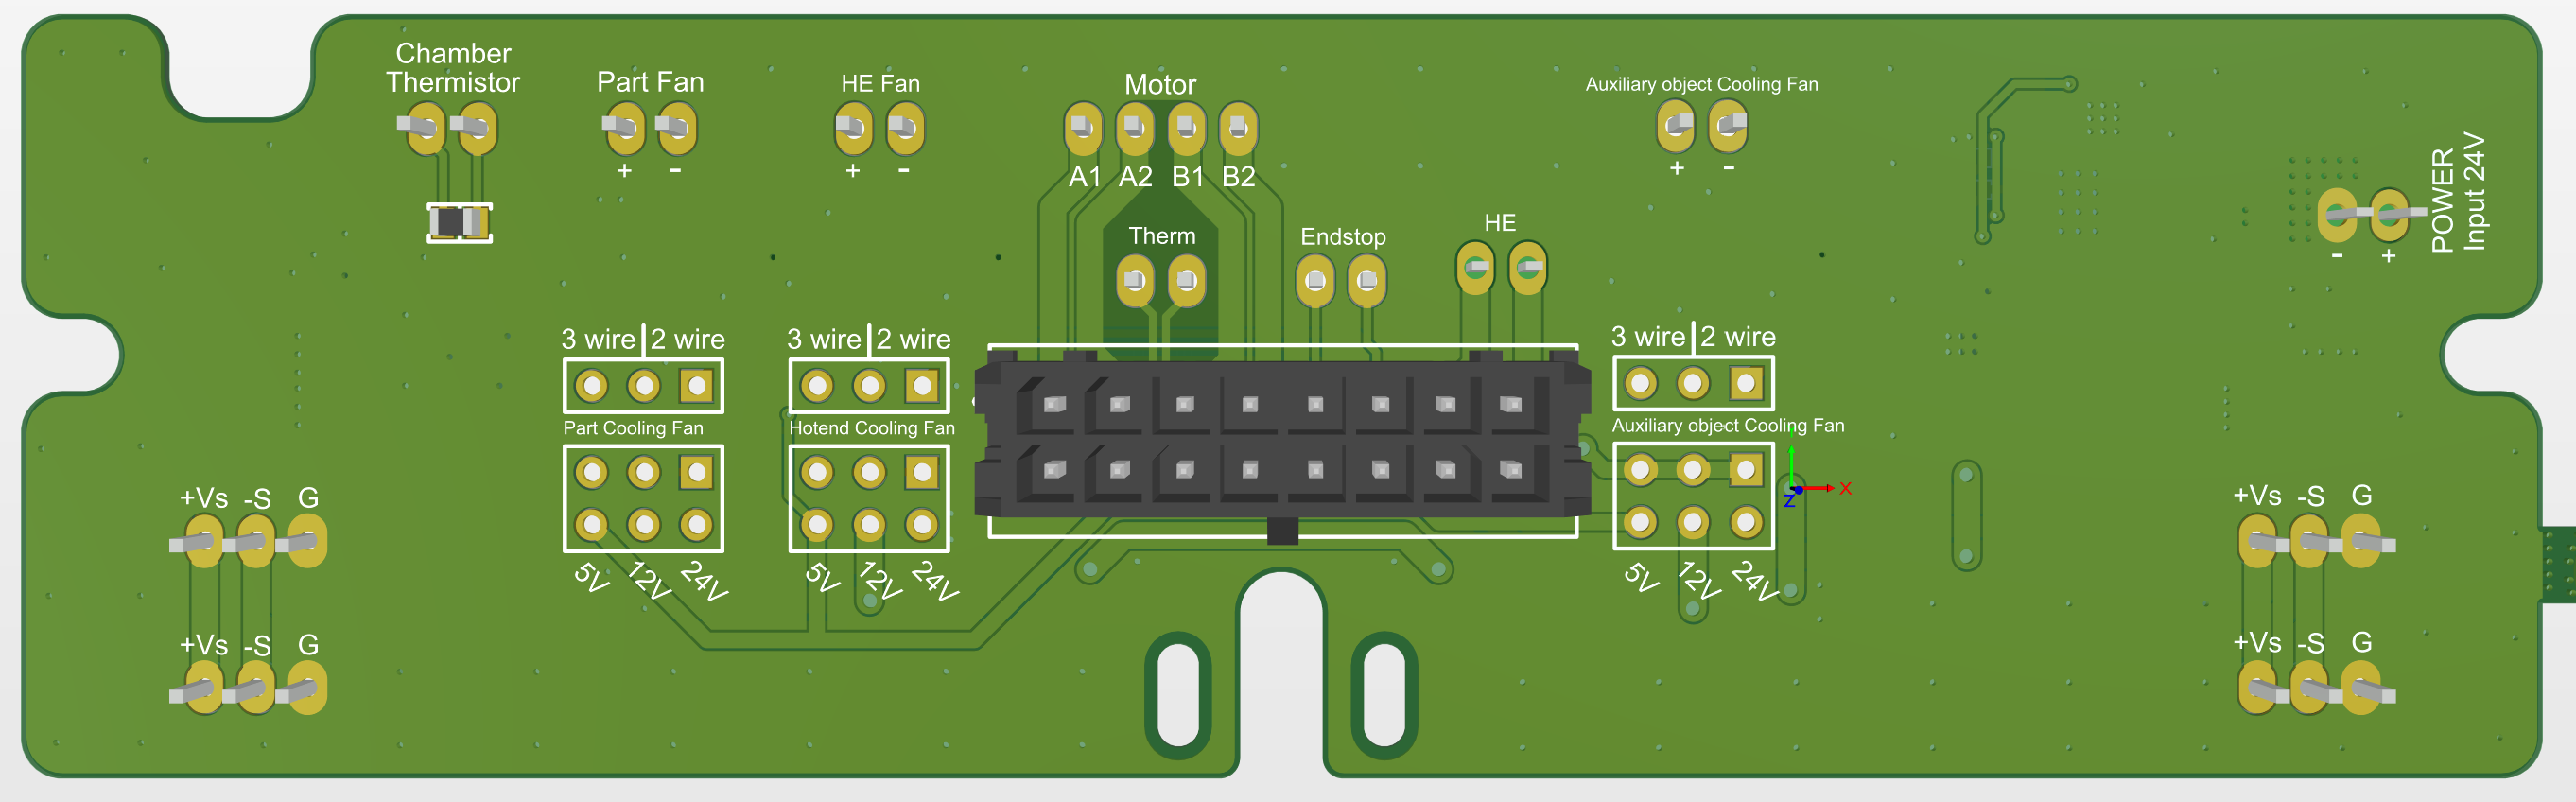 Chamber
Thermistor
Part Fan
+ -
HE Fan
+ -
Motor
A1 A2 B1 B2
Auxiliary object Cooling Fan
+ -
POWER
Input 24V
- +
Therm
Endstop
HE
3 wire 2 wire
3 wire 2 wire
3 wire 2 wire
Part Cooling Fan
Hotend Cooling Fan
Auxiliary object Cooling Fan
5V 12V 24V
5V 12V 24V
5V 12V 24V
X
Z
+Vs -S G
+Vs -S G
+Vs -S G
+Vs -S G